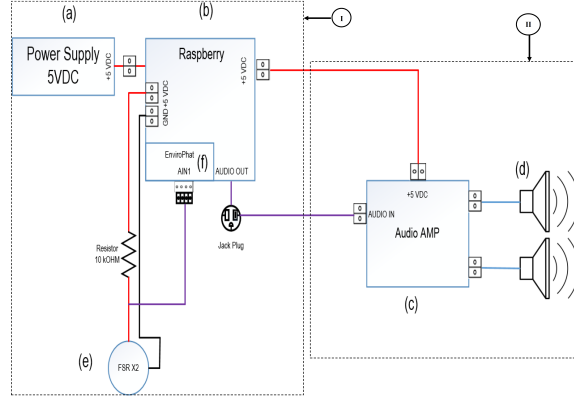 (a)
(b)
I
II
Power Supply
5VDC
+5 VDC
Raspberry
+5 VDC
+5 VDC
GND
EnviroPhat
(f)
AIN1
AUDIO OUT
(d)
+5 VDC
AUDIO IN
Audio AMP
Jack Plug
Resistor
10 kOHM
(c)
(e)
FSR X2